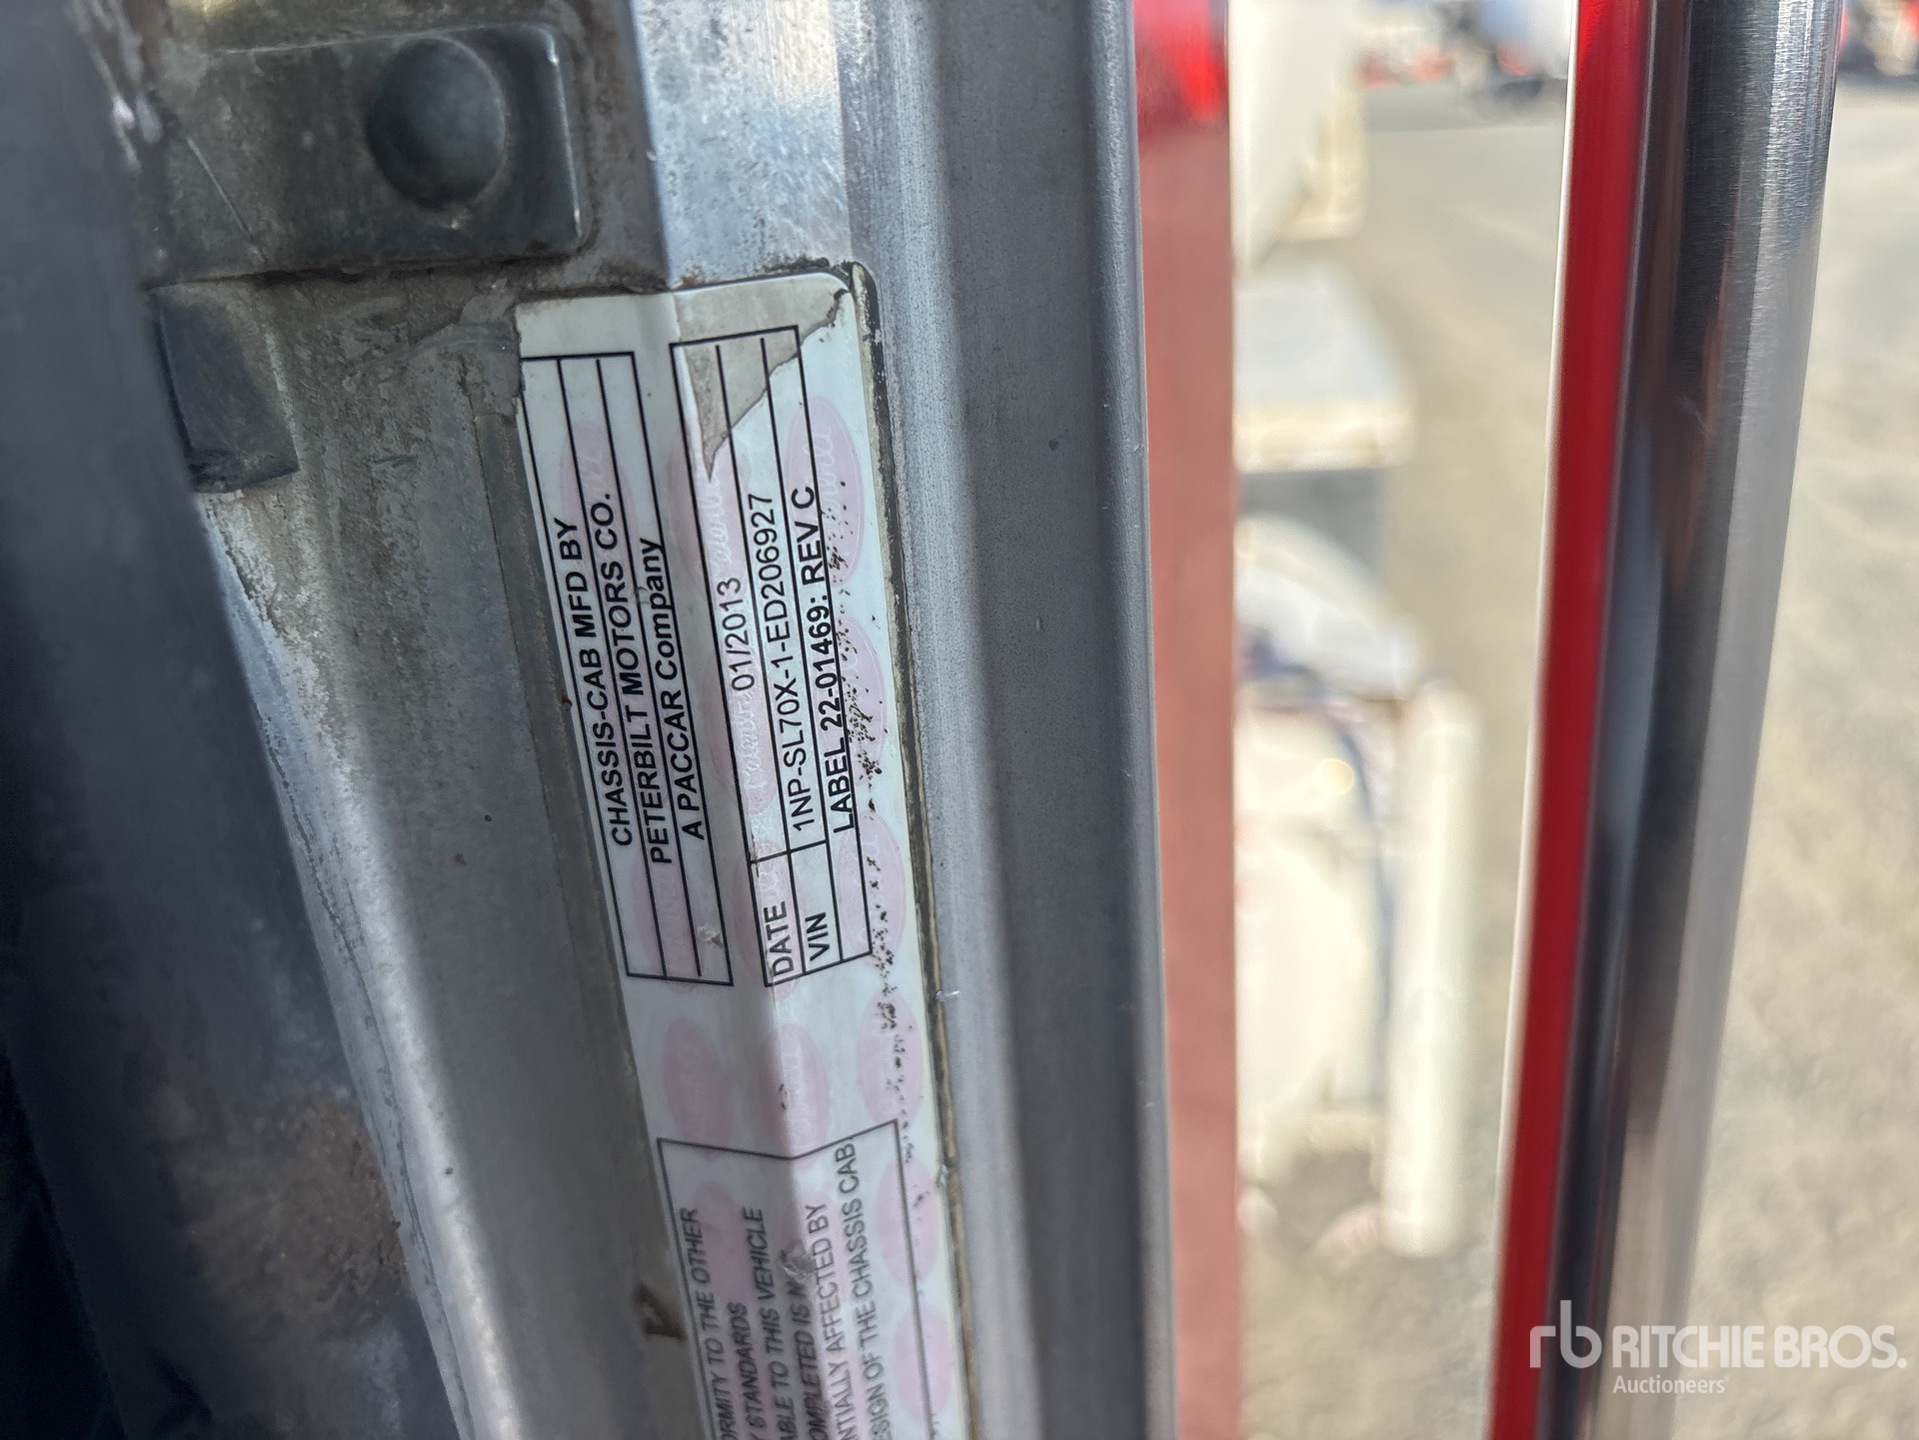 CHASSIS-CAB MFD BY
PETERBILT MOTORS CO.
A PACCAR Company
DATE 01/2013
VIN 1NP-SL70X-1-ED206927
LABEL 22-01469: REV C
ORMITY TO THE OTHER
Y STANDARDS
ABLE TO THIS VEHICLE
OMPLETED IS NOT
NTIALLY AFFECTED BY
ESIGN OF THE CHASSIS CAB.
rb RITCHIE BROS.
Auctioneers